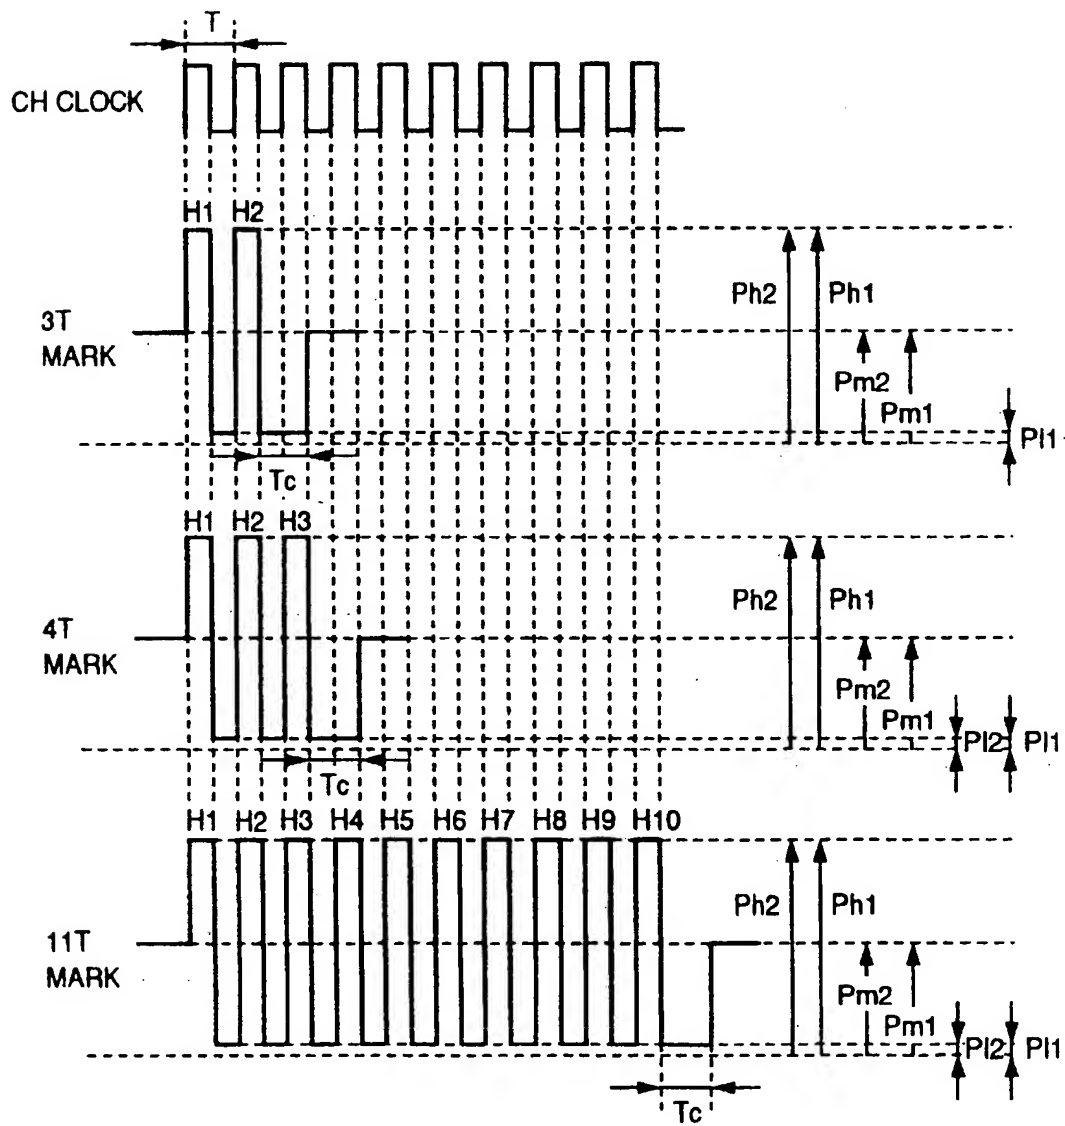 T
CH CLOCK
H1 H2
Ph2 Ph1
3T
MARK
Pm2
Pm1
Pl1
Tc
H1 H2 H3
Ph2 Ph1
4T
MARK
Pm2
Pm1
Pl2 Pl1
Tc
H1 H2 H3 H4 H5 H6 H7 H8 H9 H10
Ph2 Ph1
11T
MARK
Pm2
Pm1
Pl2 Pl1
Tc